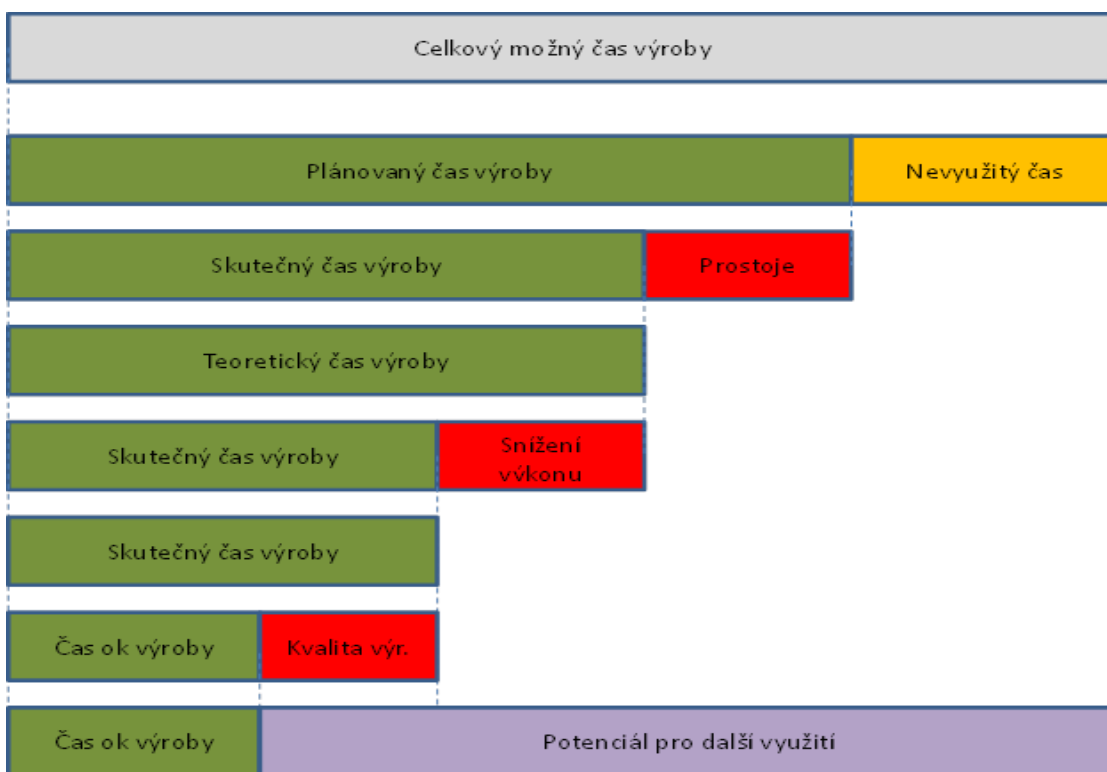 Celkový možný čas výroby
Plánovaný čas výroby
Nevyužitý čas
Skutečný čas výroby
Prostoje
Teoretický čas výroby
Skutečný čas výroby
Snížení
výkonu
Skutečný čas výroby
Čas ok výroby
Kvalita výr.
Čas ok výroby
Potenciál pro další využití